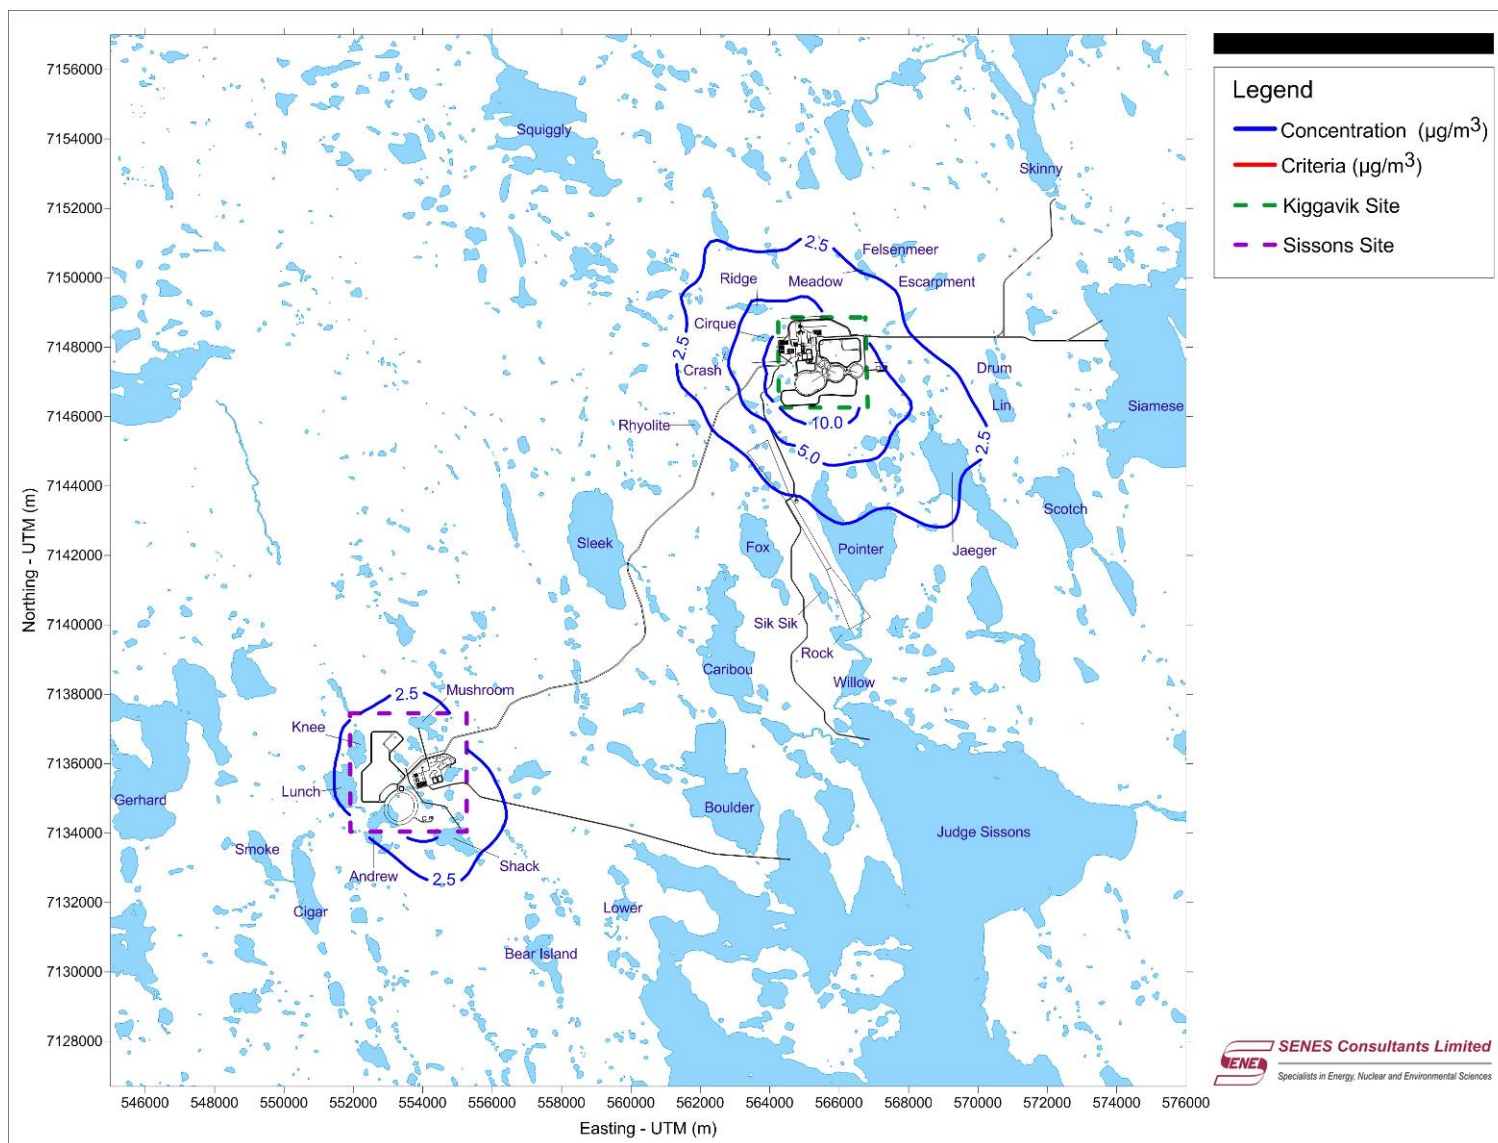 Legend
Concentration (µg/m³)
Criteria (µg/m³)
Kiggavik Site
Sissons Site
Northing - UTM (m)
7156000
7154000
7152000
7150000
7148000
7146000
7144000
7142000
7140000
7138000
7136000
7134000
7132000
7130000
7128000
Squiggly
Skinny
2.5
Felsenmeer
Ridge
Meadow
Escarpment
Cirque
2.5
Crash
Drum
Lin
Siamese
Rhyolite
10.0
5.0
2.5
Scotch
Sleek
Fox
Pointer
Jaeger
Sik Sik
Rock
Caribou
Willow
2.5
Mushroom
Knee
Lunch
Gerhard
Boulder
Judge Sissons
Smoke
Shack
Andrew
2.5
Cigar
Lower
Bear Island
546000 548000 550000 552000 554000 556000 558000 560000 562000 564000 566000 568000 570000 572000 574000 576000
Easting - UTM (m)
SENES
SENES Consultants Limited
Specialists in Energy, Nuclear and Environmental Sciences